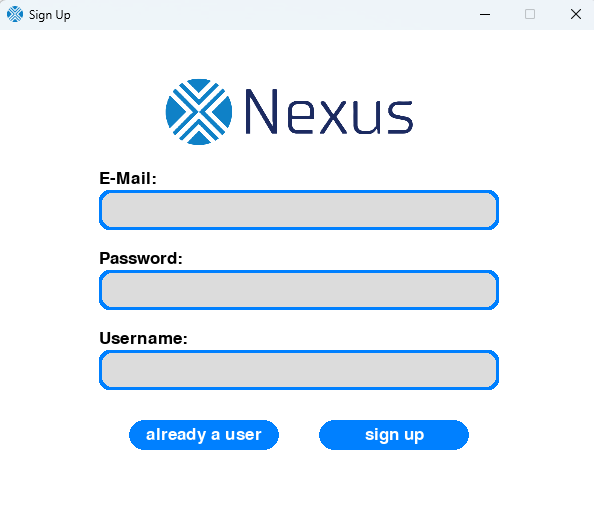 Sign Up
Nexus
E-Mail:
Password:
Username:
already a user
sign up